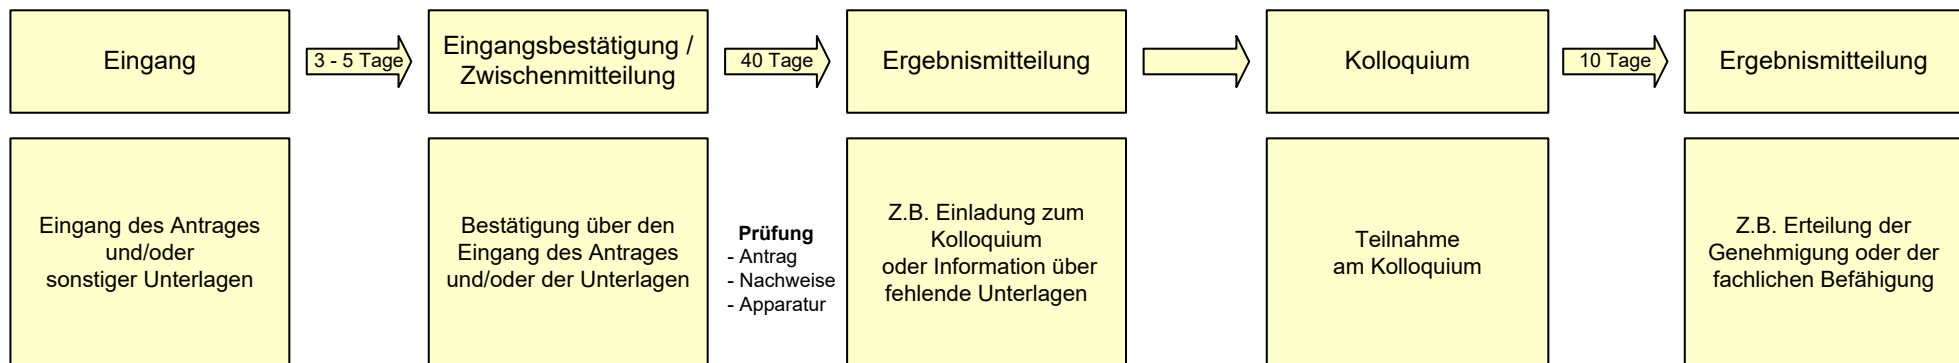 Eingang
3 - 5 Tage
Eingangsbestätigung /
Zwischenmitteilung
40 Tage
Ergebnismitteilung
Kolloquium
10 Tage
Ergebnismitteilung
Eingang des Antrages
und/oder
sonstiger Unterlagen
Bestätigung über den
Eingang des Antrages
und/oder der Unterlagen
Prüfung
- Antrag
- Nachweise
- Apparatur
Z.B. Einladung zum
Kolloquium
oder Information über
fehlende Unterlagen
Teilnahme
am Kolloquium
Z.B. Erteilung der
Genehmigung oder der
fachlichen Befähigung